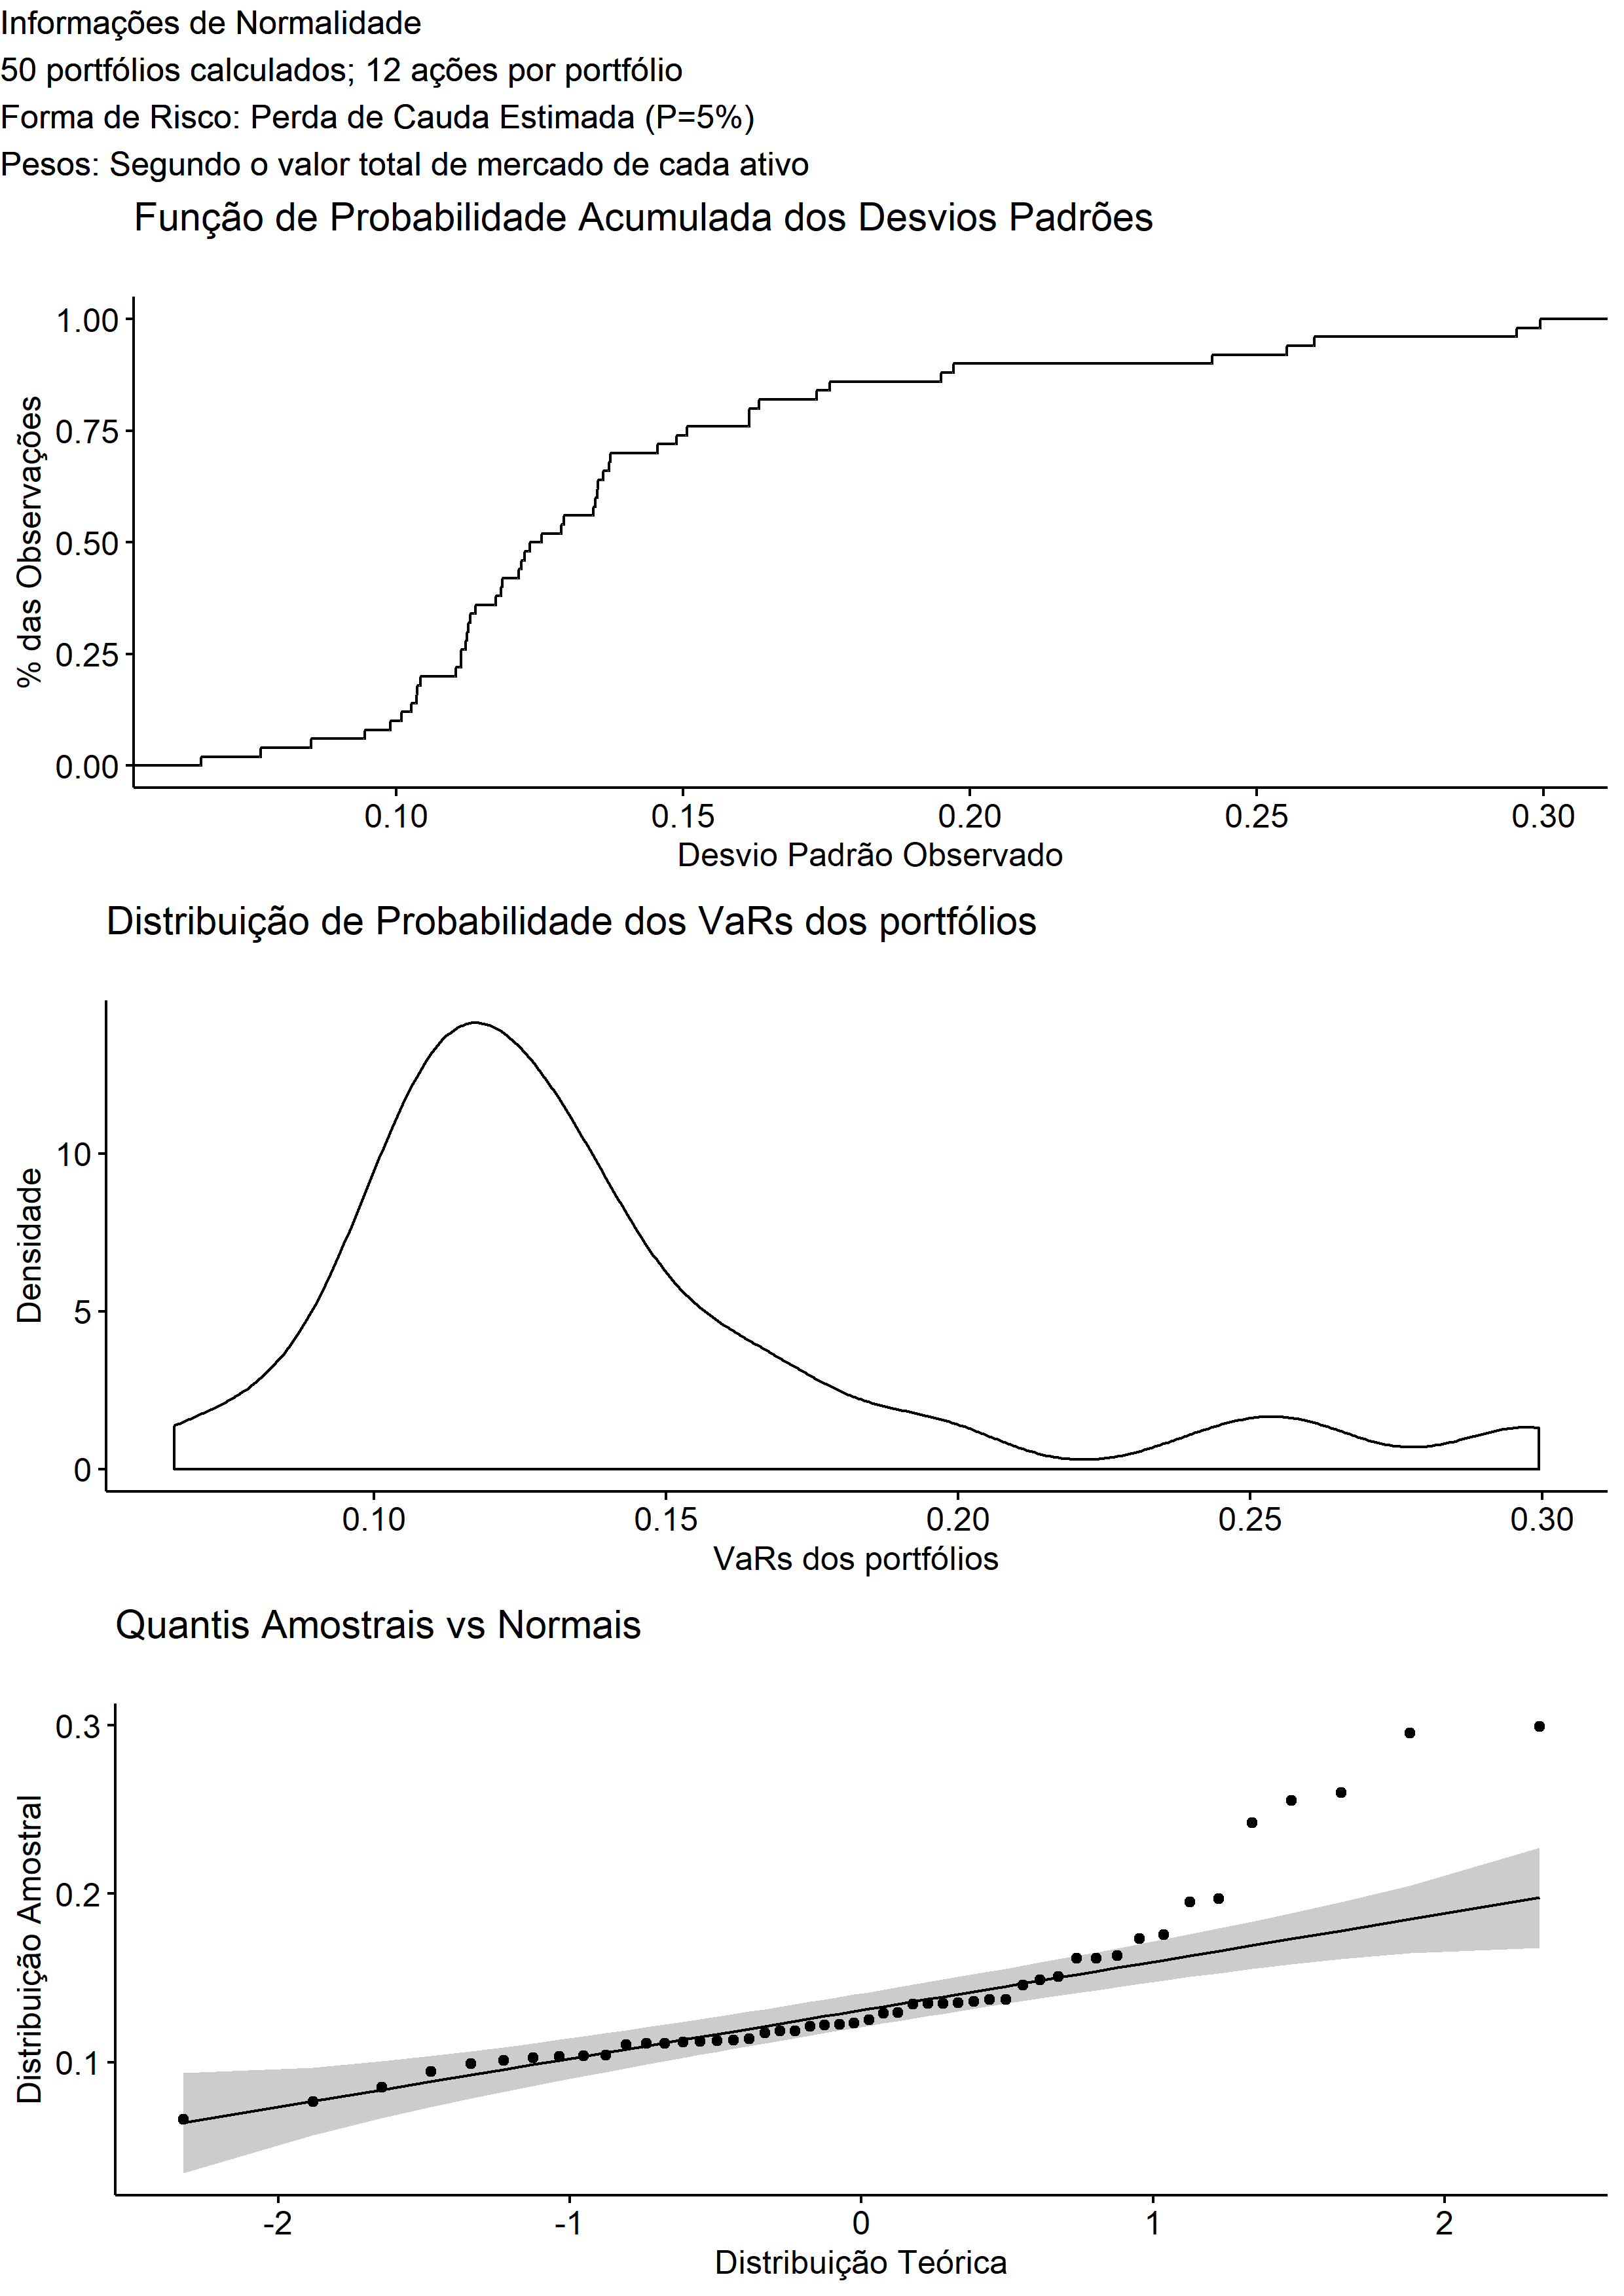 Informações de Normalidade
50 portfólios calculados; 12 ações por portfólio
Forma de Risco: Perda de Cauda Estimada (P=5%)
Pesos: Segundo o valor total de mercado de cada ativo
Função de Probabilidade Acumulada dos Desvios Padrões
% das Observações
1.00
0.75
0.50
0.25
0.00
0.10 0.15 0.20 0.25 0.30
Desvio Padrão Observado
Distribuição de Probabilidade dos VaRs dos portfólios
Densidade
10
5
0
0.10 0.15 0.20 0.25 0.30
VaRs dos portfólios
Quantis Amostrais vs Normais
Distribuição Amostral
0.3
0.2
0.1
-2 -1 0 1 2
Distribuição Teórica